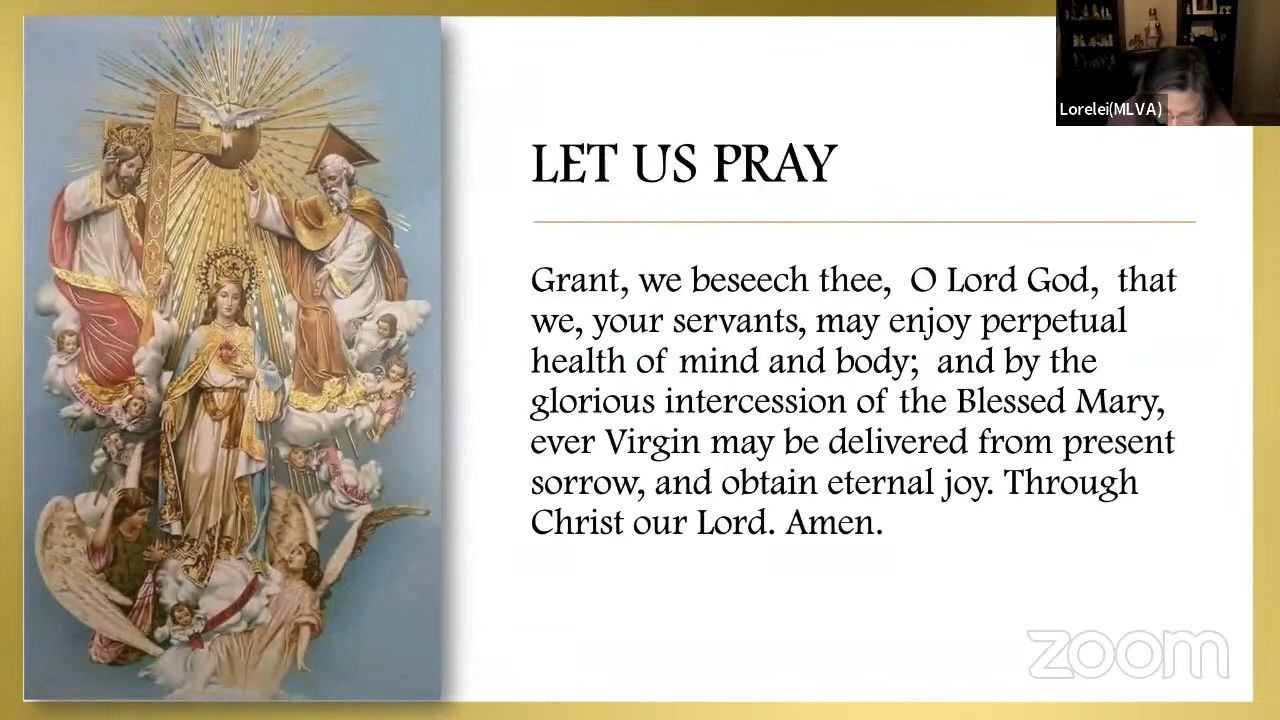 Lorelei(MLVA)
LET US PRAY
Grant, we beseech thee,  O Lord God,  that
we, your servants, may enjoy perpetual
health of mind and body;  and by the
glorious intercession of the Blessed Mary,
ever Virgin may be delivered from present
sorrow, and obtain eternal joy. Through
Christ our Lord. Amen.
zoom